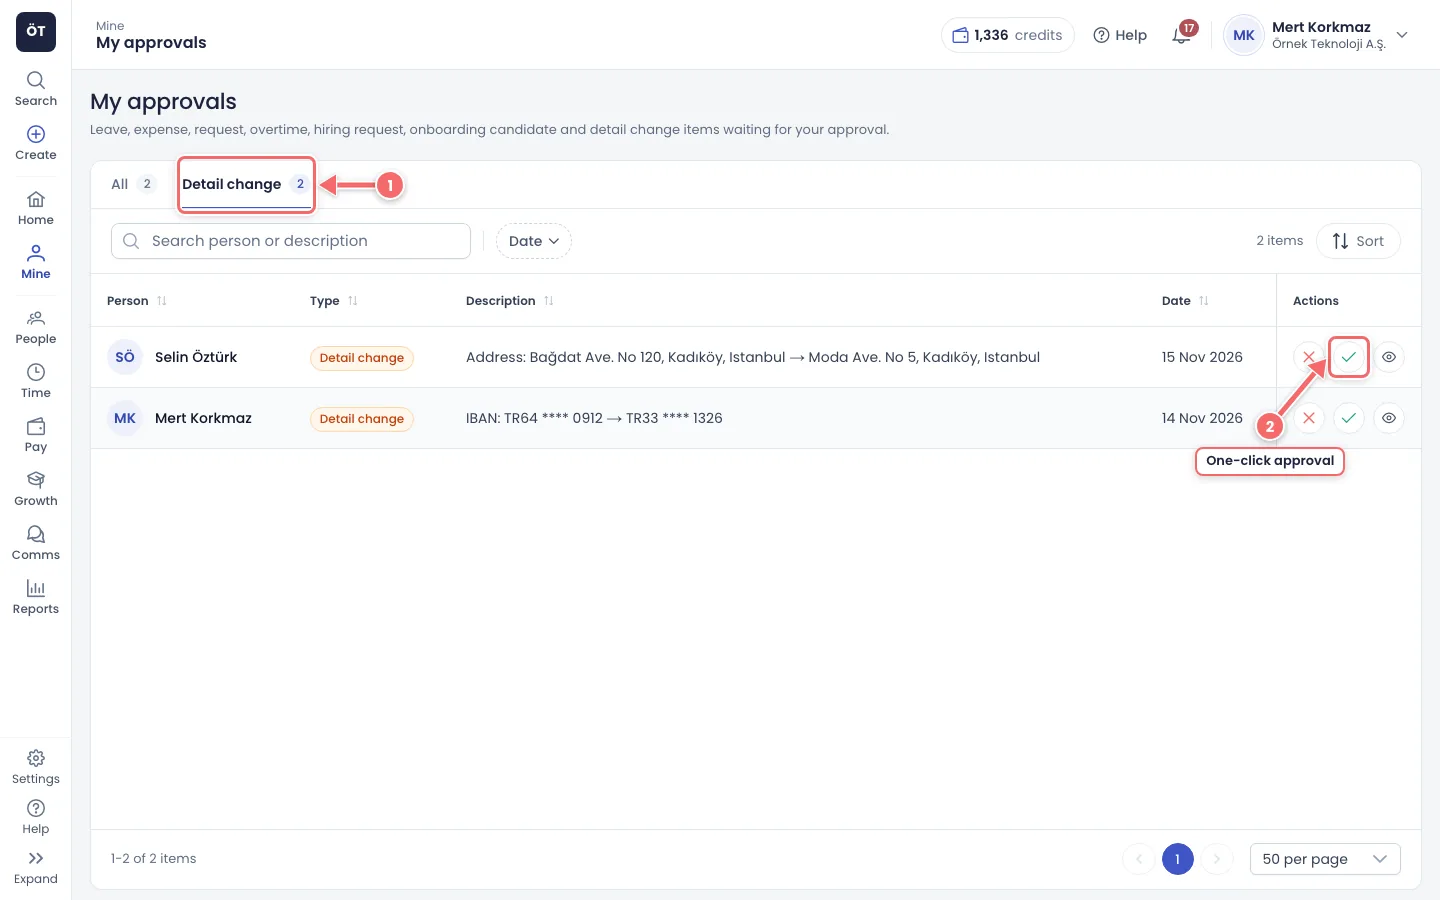 ÖT
Search
Create
Home
Mine
People
Time
Pay
Growth
Comms
Reports
Settings
Help
Expand
Mine
My approvals
1,336 credits
Help
17
MK
Mert Korkmaz
Örnek Teknoloji A.Ş.
My approvals
Leave, expense, request, overtime, hiring request, onboarding candidate and detail change items waiting for your approval.
All 2
Detail change 2
1
Search person or description
Date
2 items
Sort
Person Type Description Date Actions
SÖ Selin Öztürk Detail change Address: Bağdat Ave. No 120, Kadıköy, Istanbul → Moda Ave. No 5, Kadıköy, Istanbul 15 Nov 2026
MK Mert Korkmaz Detail change IBAN: TR64 **** 0912 → TR33 **** 1326 14 Nov 2026
2
One-click approval
1-2 of 2 items
1
50 per page